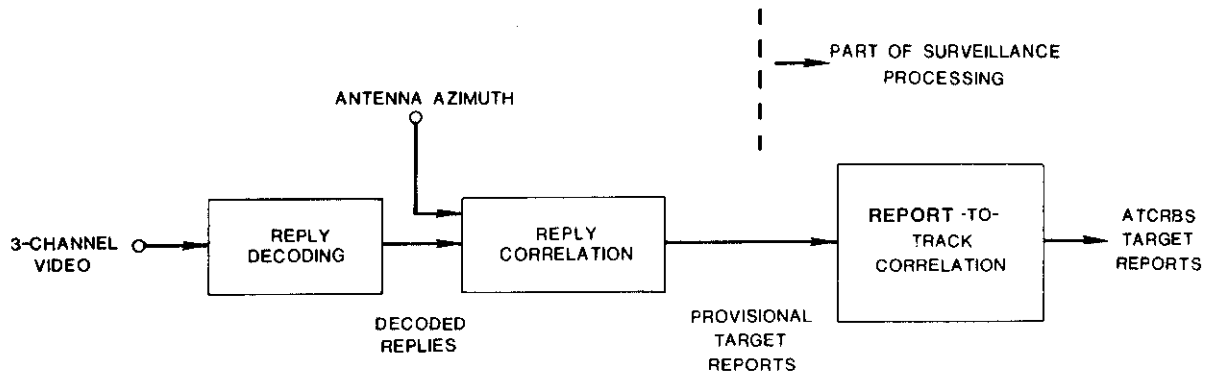 PART OF SURVEILLANCE
PROCESSING
ANTENNA AZIMUTH
3-CHANNEL
VIDEO
REPLY
DECODING
REPLY
CORRELATION
REPORT -TO-
TRACK
CORRELATION
ATCRBS
TARGET
REPORTS
DECODED
REPLIES
PROVISIONAL
TARGET
REPORTS